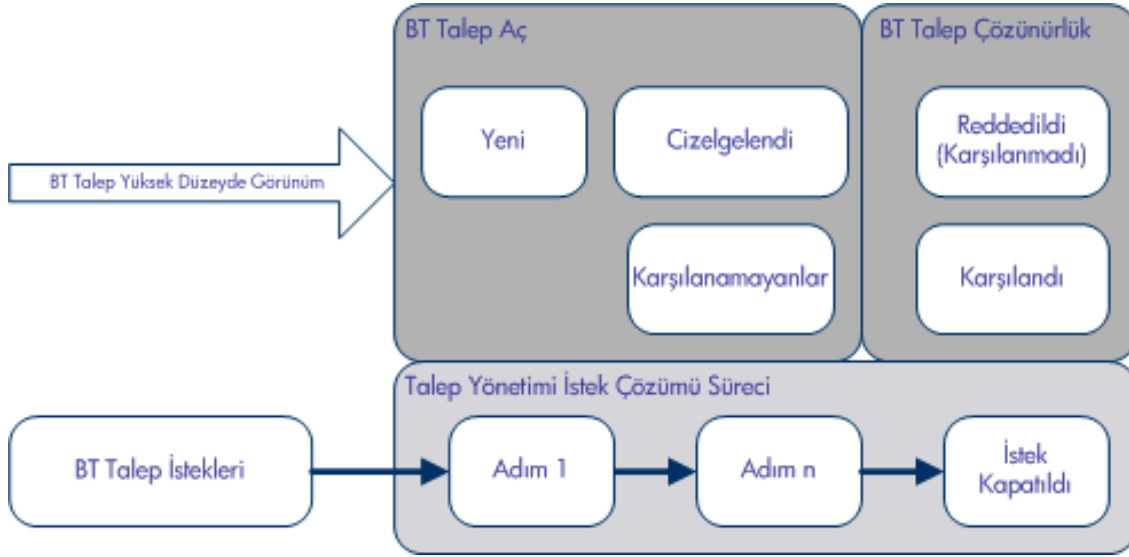 BT Talep Aç
BT Talep Çözünürlük
Yeni
Cizelgelendi
Reddedildi
(Karşılanmadı)
BT Talep Yüksek Düzeyde Görünüm
Karşılanamayanlar
Karşılandı
Talep Yönetimi İstek Çözümü Süreci
BT Talep İstekleri
Adım 1
Adım n
İstek
Kapatıldı